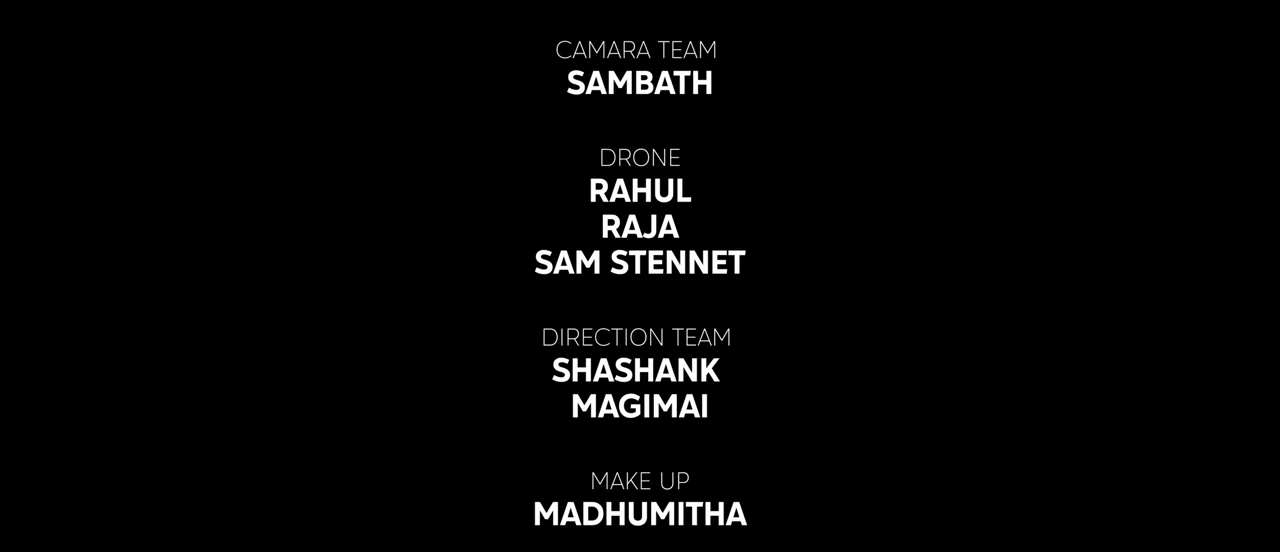 CAMARA TEAM
SAMBATH
DRONE
RAHUL
RAJA
SAM STENNET
DIRECTION TEAM
SHASHANK
MAGIMAI
MAKE UP
MADHUMITHA